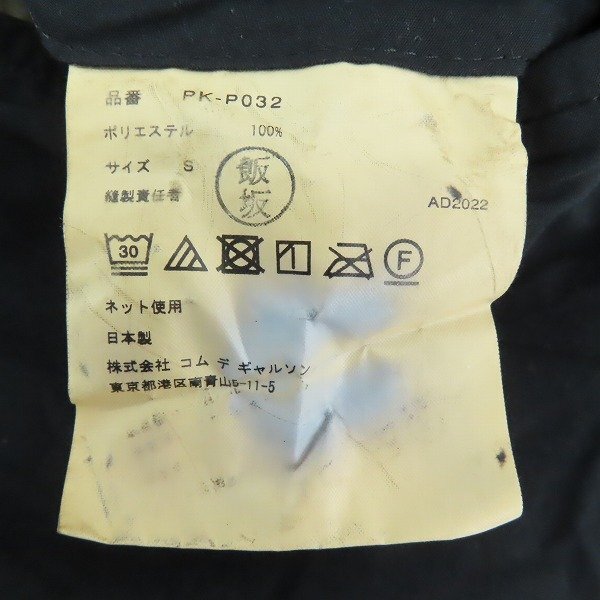 品番 PK-P032
ポリエステル 100%
サイズ S
縫製責任者
飯坂
AD2022
30
F
ネット使用
日本製
株式会社 コム デ ギャルソン
東京都港区南青山5-11-5